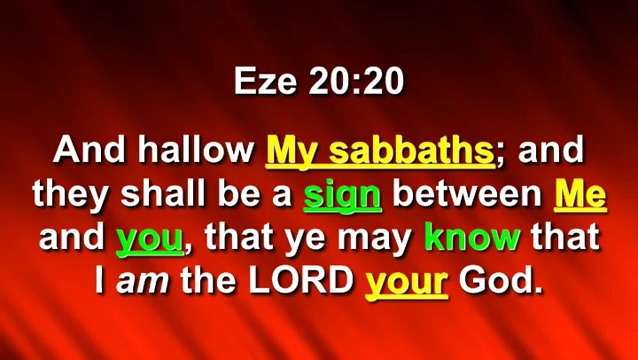 Eze 20:20
And hallow My sabbaths; and
they shall be a sign between Me
and you, that ye may know that
I am the LORD your God.